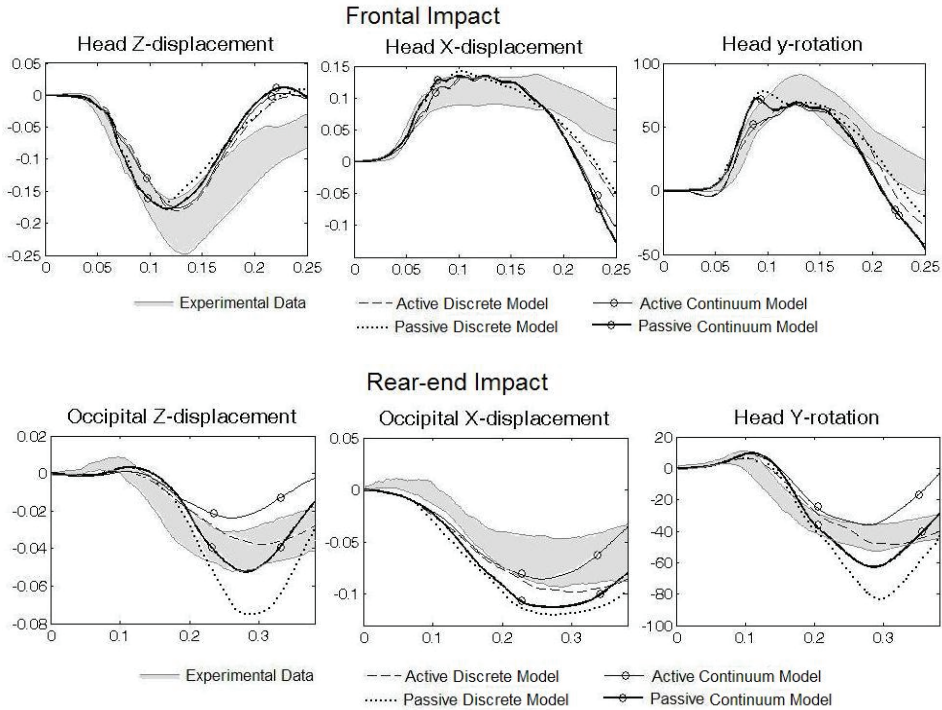 Frontal Impact
Head Z-displacement
Head X-displacement
Head y-rotation
0.05
0
-0.05
-0.1
-0.15
-0.2
-0.25
0 0.05 0.1 0.15 0.2 0.25
0.15
0.1
0.05
0
-0.05
-0.1
0 0.05 0.1 0.15 0.2 0.25
100
50
0
50
0 0.05 0.1 0.15 0.2 0.25
Experimental Data
Active Discrete Model
Active Continuum Model
Passive Discrete Model
Passive Continuum Model
Rear-end Impact
Occipital Z-displacement
Occipital X-displacement
Head Y-rotation
0.02
0
-0.02
-0.04
-0.06
-0.08
0 0.1 0.2 0.3
0.05
0
-0.05
-0.1
0 0.1 0.2 0.3
20
0
-20
-40
-60
-80
-100
0 0.1 0.2 0.3
Experimental Data
Active Discrete Model
Active Continuum Model
Passive Discrete Model
Passive Continuum Model